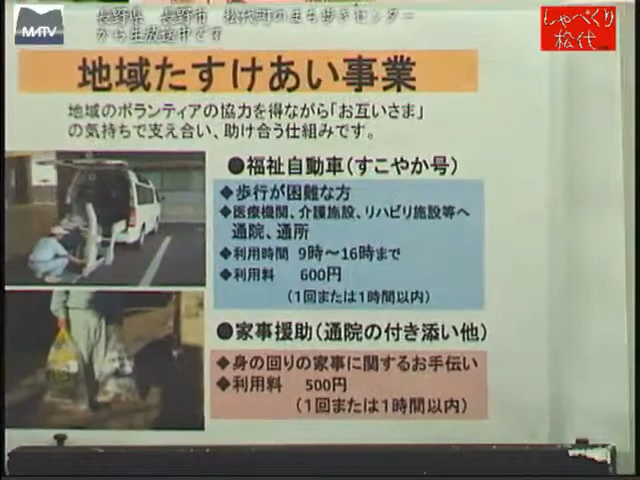 MATV
長野県　長野市　松代町のまち歩きセンター
から生放送中です
しゃべくり
松代
地域たすけあい事業
地域のボランティアの協力を得ながら「お互いさま」
の気持ちで支え合い、助け合う仕組みです。
●福祉自動車(すこやか号)
◆歩行が困難な方
◆医療機関、介護施設、リハビリ施設等へ
通院、通所
◆利用時間　9時～16時まで
◆利用料　600円
(1回または1時間以内)
●家事援助(通院の付き添い他)
◆身の回りの家事に関するお手伝い
◆利用料　500円
(1回または1時間以内)